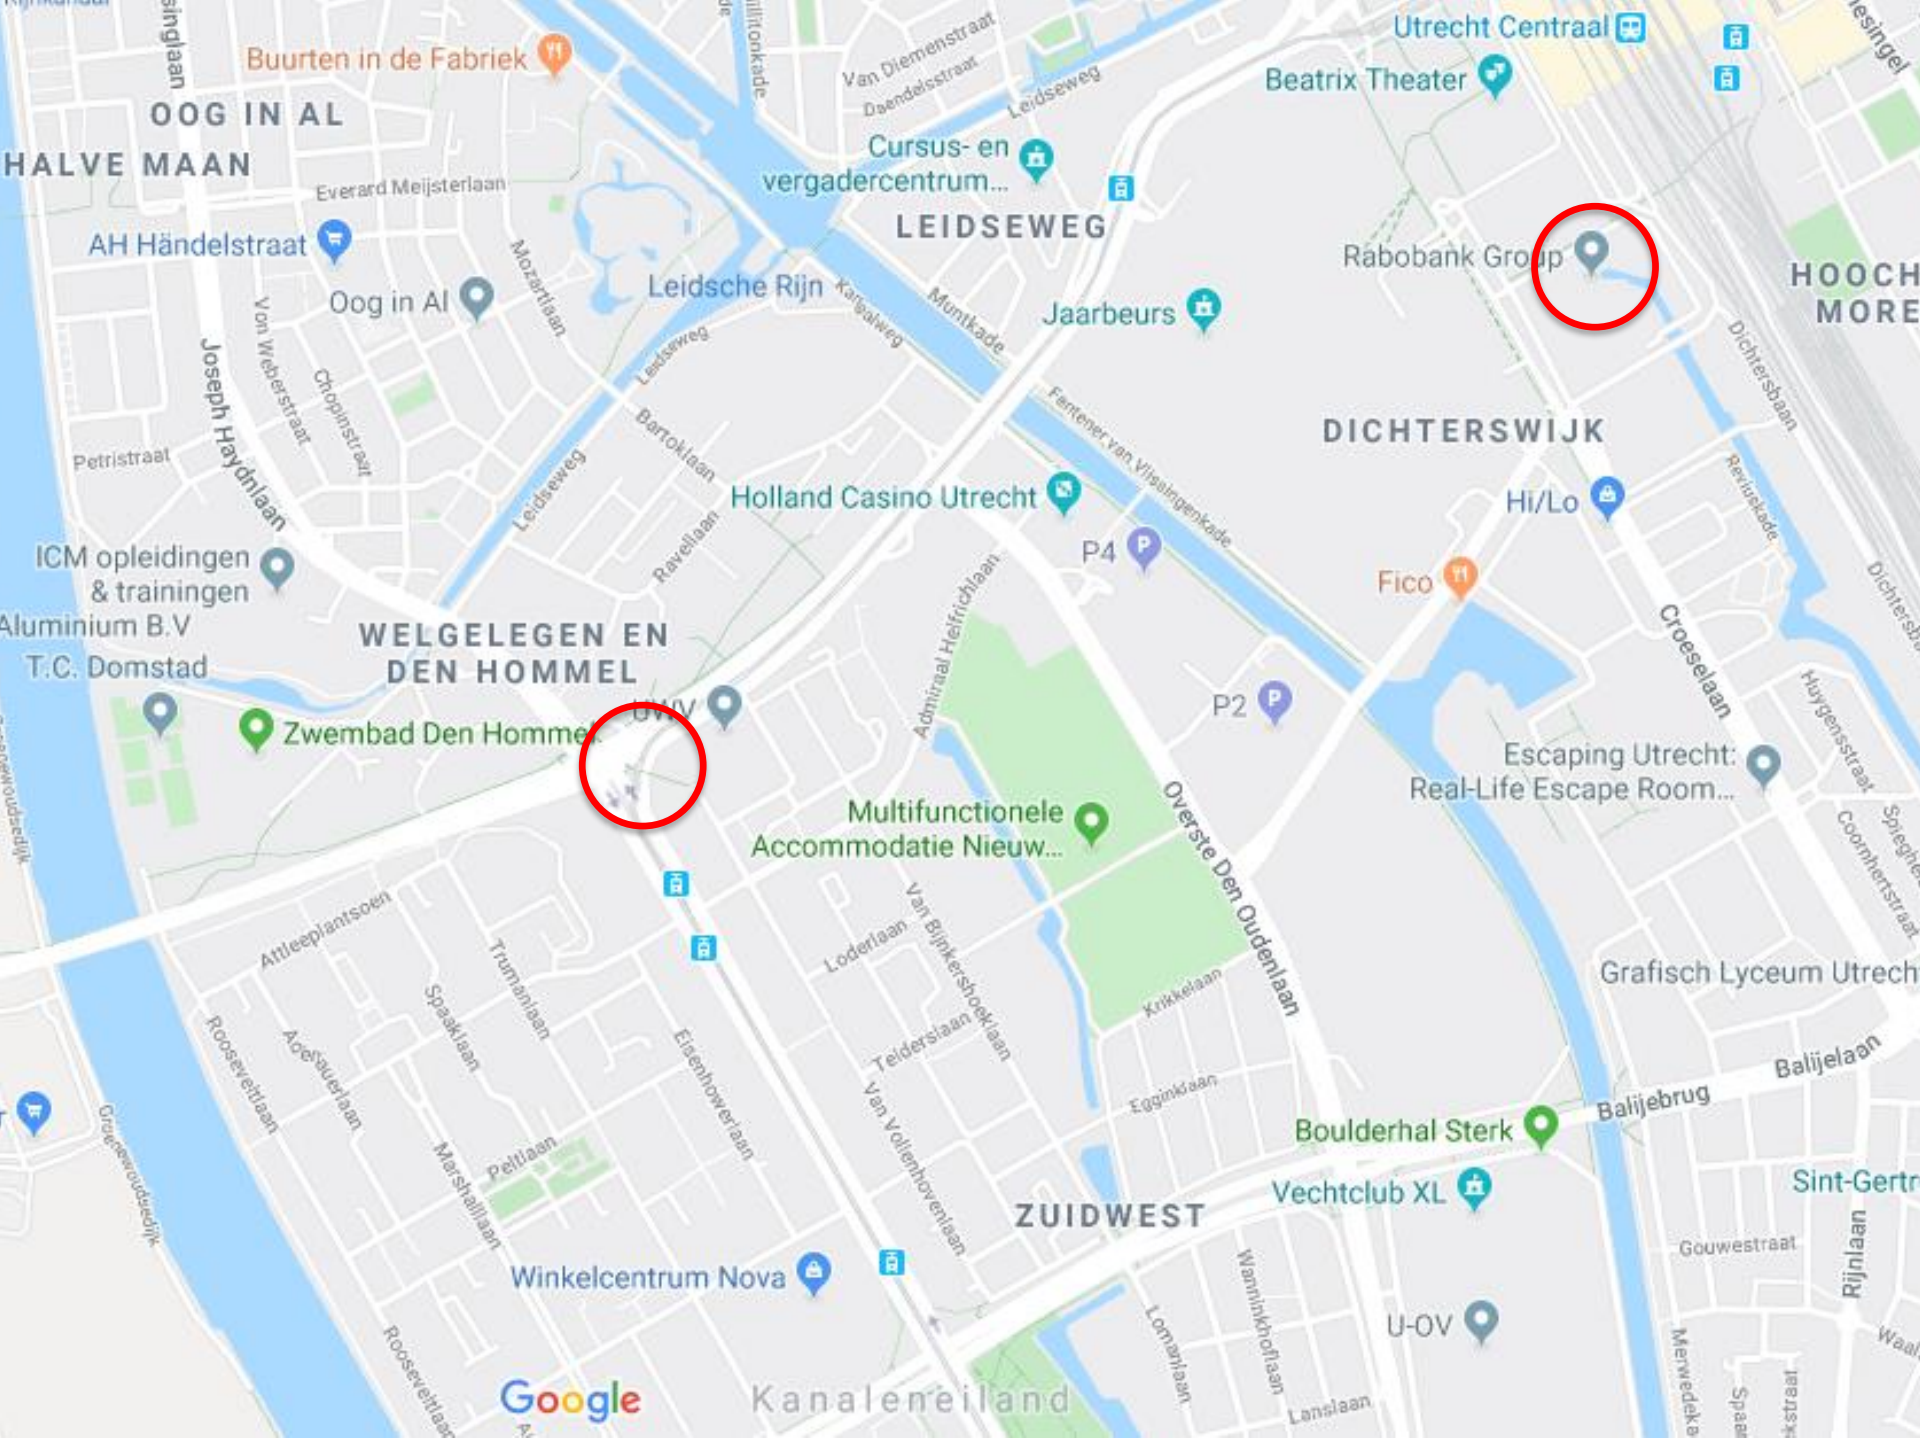 Utrecht Centraal
Buurten in de Fabriek
Van Diemenstraat
Daendelsstraat
Leidseweg
Beatrix Theater
OOG IN AL
HALVE MAAN
Everard Meijsterlaan
Cursus- en
vergadercentrum...
LEIDSEWEG
AH Händelstraat
Oog in Al
Mozartlaan
Leidsche Rijn
Kanaalweg
Muntkade
Jaarbeurs
Rabobank Group
HOOCH
MORE
Von Weberstraat
Joseph Haydnlaan
Chopinstraat
Leidseweg
Bartoklaan
Fentener van Vlissingenkade
Dichtersbaan
DICHTERSWIJK
Petristraat
Leidseweg
Holland Casino Utrecht
Hi/Lo
Reviuskade
ICM opleidingen
& trainingen
Ravellaan
P4
Fico
Aluminium B.V
T.C. Domstad
WELGELEGEN EN
DEN HOMMEL
Admiraal Helfrichlaan
Croeselaan
Huygensstraat
UWV
Zwembad Den Hommel
P2
Escaping Utrecht:
Real-Life Escape Room...
Multifunctionele
Accommodatie Nieuw...
Overste Den Oudenlaan
Coornhertstraat
Attleeplantsoen
Trumanlaan
Loderlaan
Van Bijnkershoeklaan
Krikkelaan
Grafisch Lyceum Utrech
Groenewoudsedijk
Rooseveltlaan
Adenauerlaan
Spaaklaan
Eisenhowerlaan
Telderslaan
Egginklaan
Balijelaan
Balijebrug
Marshalllaan
Peltlaan
Van Vollenhovenlaan
Boulderhal Sterk
Vechtclub XL
Sint-Gertr
ZUIDWEST
Winkelcentrum Nova
Wanninkhoflaan
Gouwestraat
Rijnlaan
Lomanlaan
U-OV
Rooseveltlaan
Lanslaan
Google
Kanaleneiland